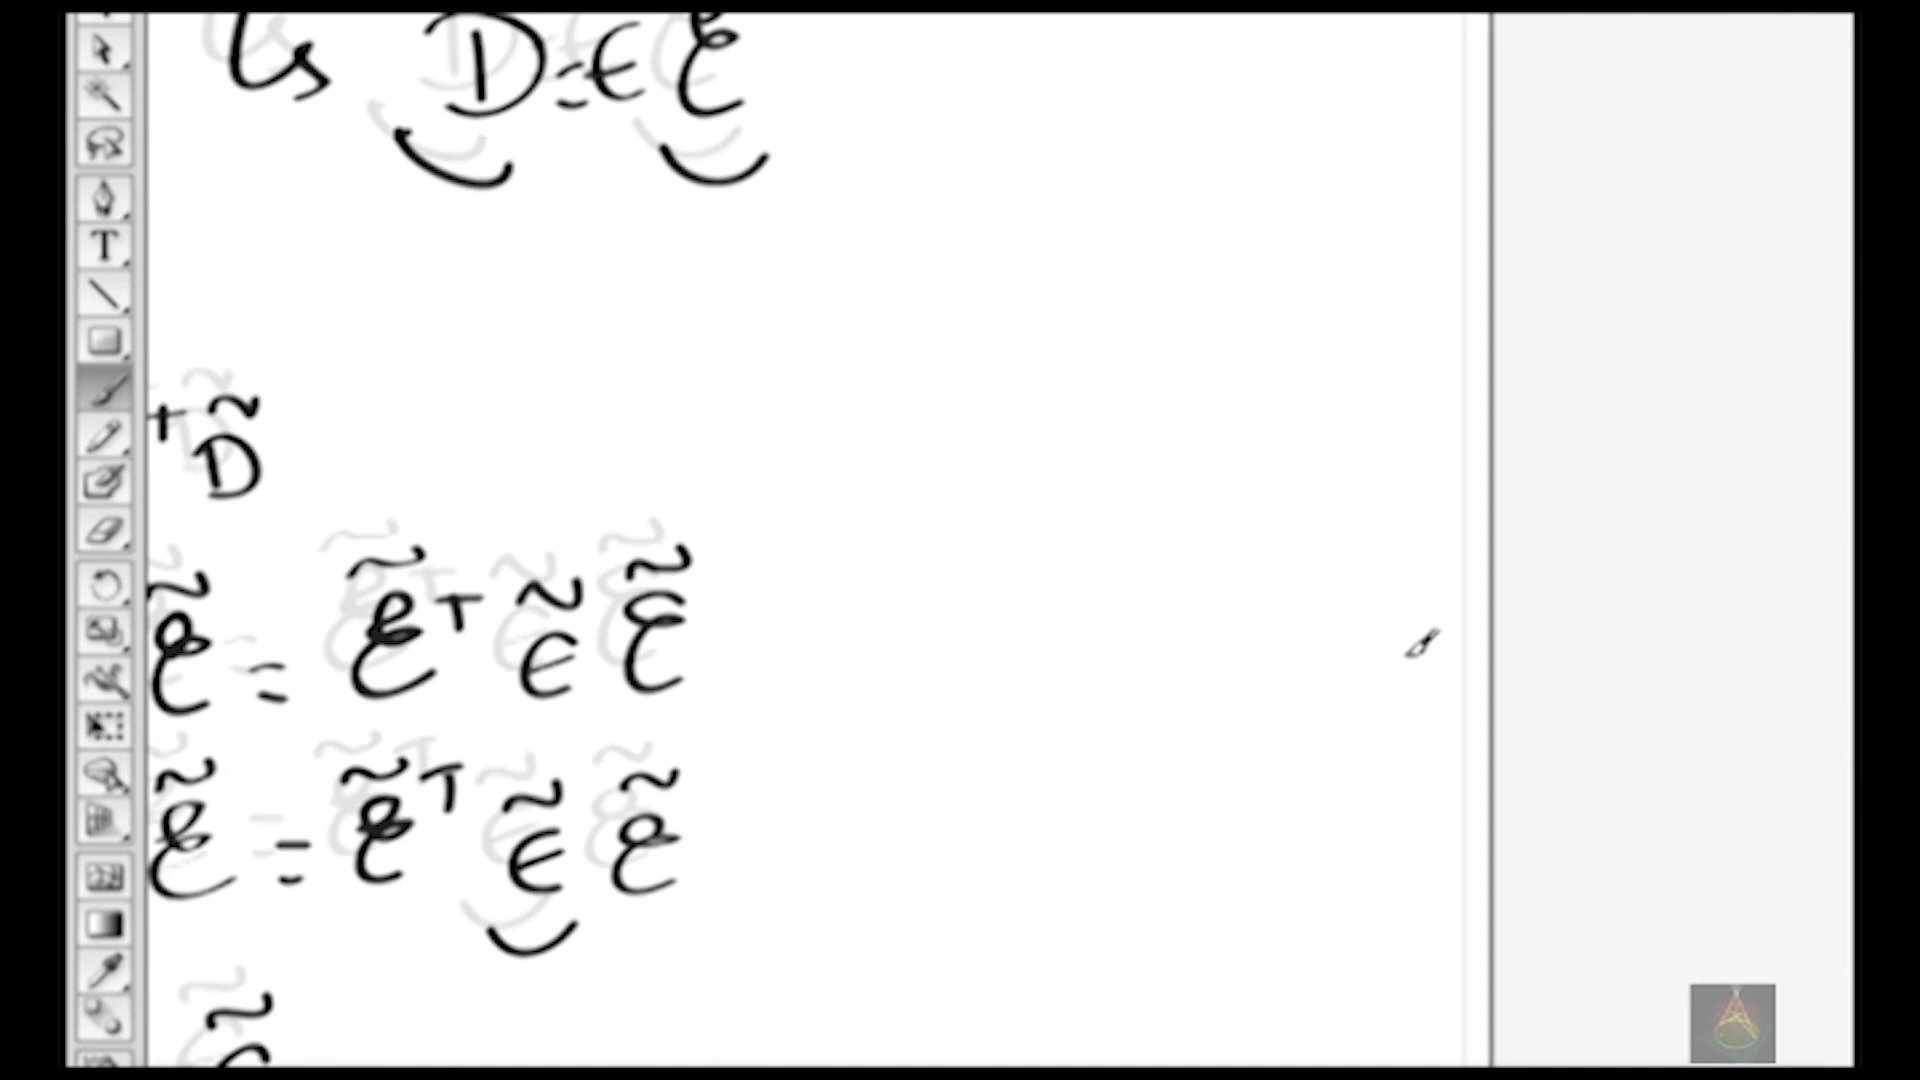 ↳ D = ϵ ℰ
T D̃
ℰ̃ = ℰ̃ᵀ ϵ̃ ℰ̃
ℰ̃ = ℰ̃ᵀ ϵ̃ ℰ̃